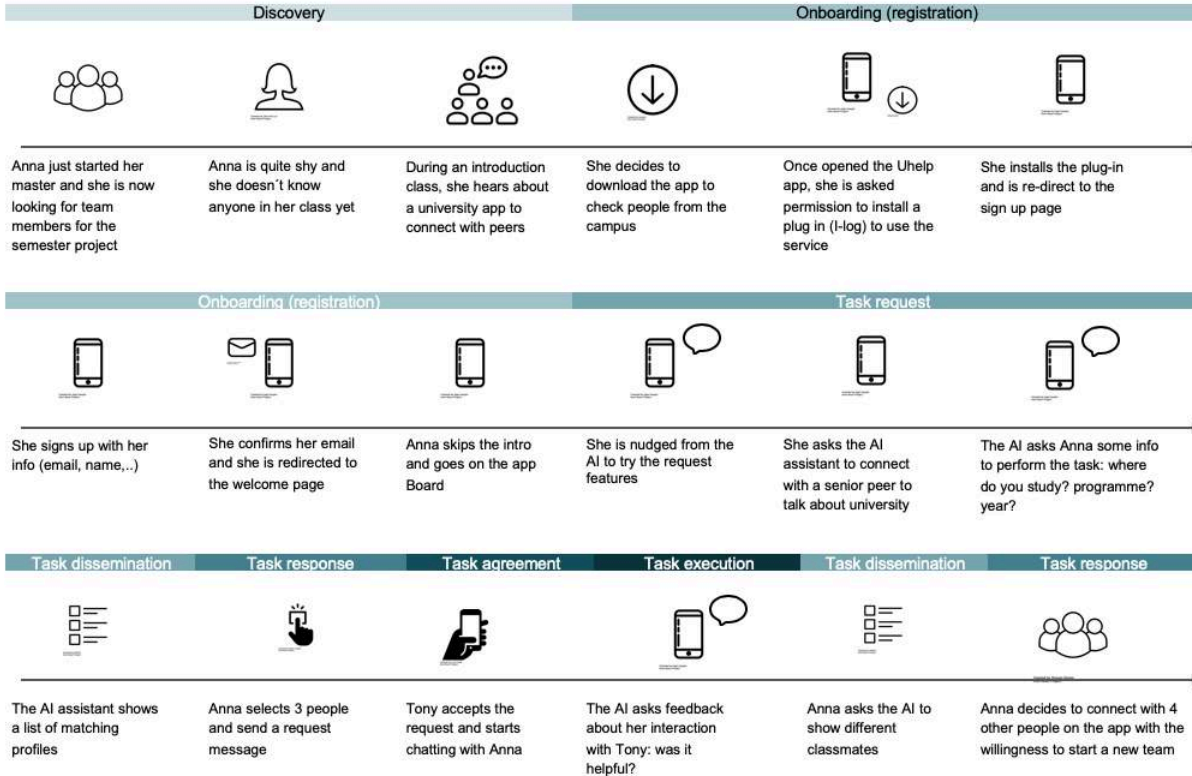 Discovery
Onboarding (registration)
Anna just started her
master and she is now
looking for team
members for the
semester project
Anna is quite shy and
she doesn´t know
anyone in her class yet
During an introduction
class, she hears about
a university app to
connect with peers
She decides to
download the app to
check people from the
campus
Once opened the Uhelp
app, she is asked
permission to install a
plug in (I-log) to use the
service
She installs the plug-in
and is re-direct to the
sign up page
Onboarding (registration)
Task request
She signs up with her
info (email, name,..)
She confirms her email
and she is redirected to
the welcome page
Anna skips the intro
and goes on the app
Board
She is nudged from the
AI to try the request
features
She asks the AI
assistant to connect
with a senior peer to
talk about university
The AI asks Anna some info
to perform the task: where
do you study? programme?
year?
Task dissemination
Task response
Task agreement
Task execution
Task dissemination
Task response
The AI assistant shows
a list of matching
profiles
Anna selects 3 people
and send a request
message
Tony accepts the
request and starts
chatting with Anna
The AI asks feedback
about her interaction
with Tony: was it
helpful?
Anna asks the AI to
show different
classmates
Anna decides to connect with 4
other people on the app with the
willingness to start a new team